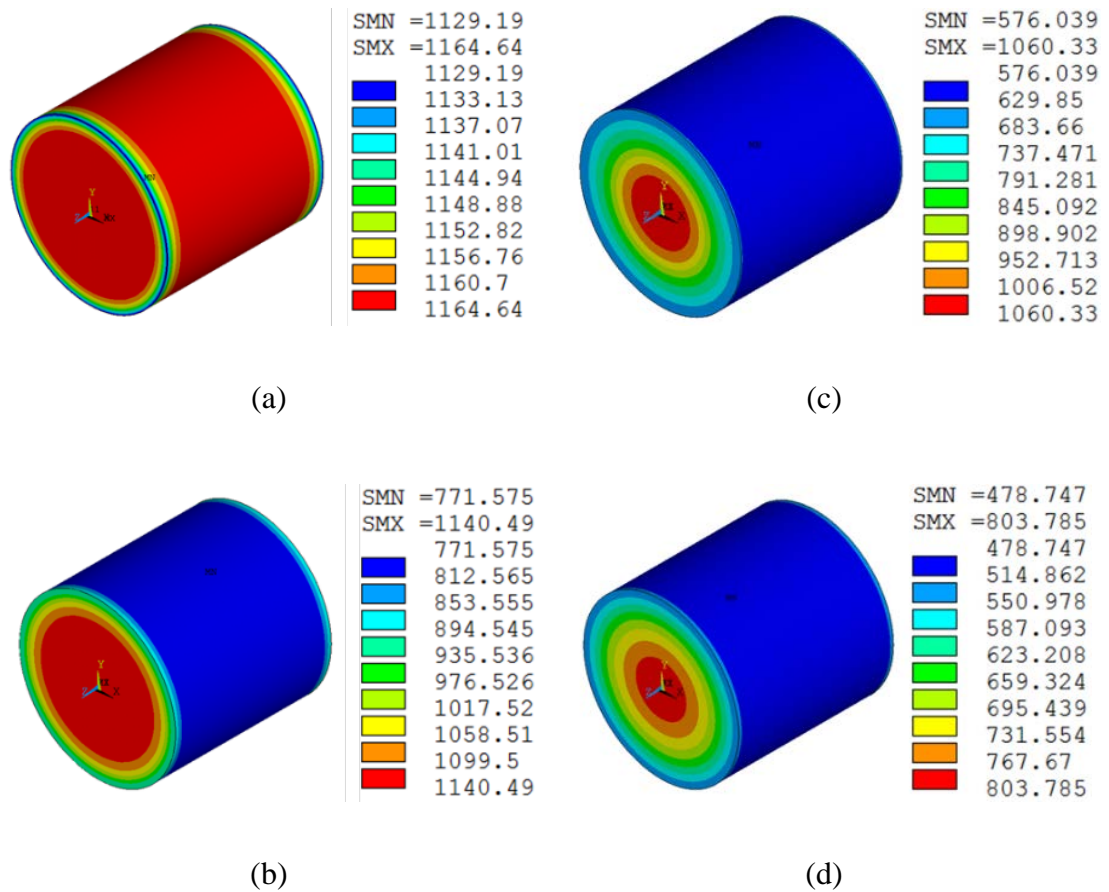 SMN =1129.19
SMX =1164.64
1129.19
1133.13
1137.07
1141.01
1144.94
1148.88
1152.82
1156.76
1160.7
1164.64
Y
Z
MX
MN
(a)
SMN =576.039
SMX =1060.33
576.039
629.85
683.66
737.471
791.281
845.092
898.902
952.713
1006.52
1060.33
Y
Z
X
(c)
SMN =771.575
SMX =1140.49
771.575
812.565
853.555
894.545
935.536
976.526
1017.52
1058.51
1099.5
1140.49
Y
Z
X
(b)
SMN =478.747
SMX =803.785
478.747
514.862
550.978
587.093
623.208
659.324
695.439
731.554
767.67
803.785
Y
Z
X
(d)